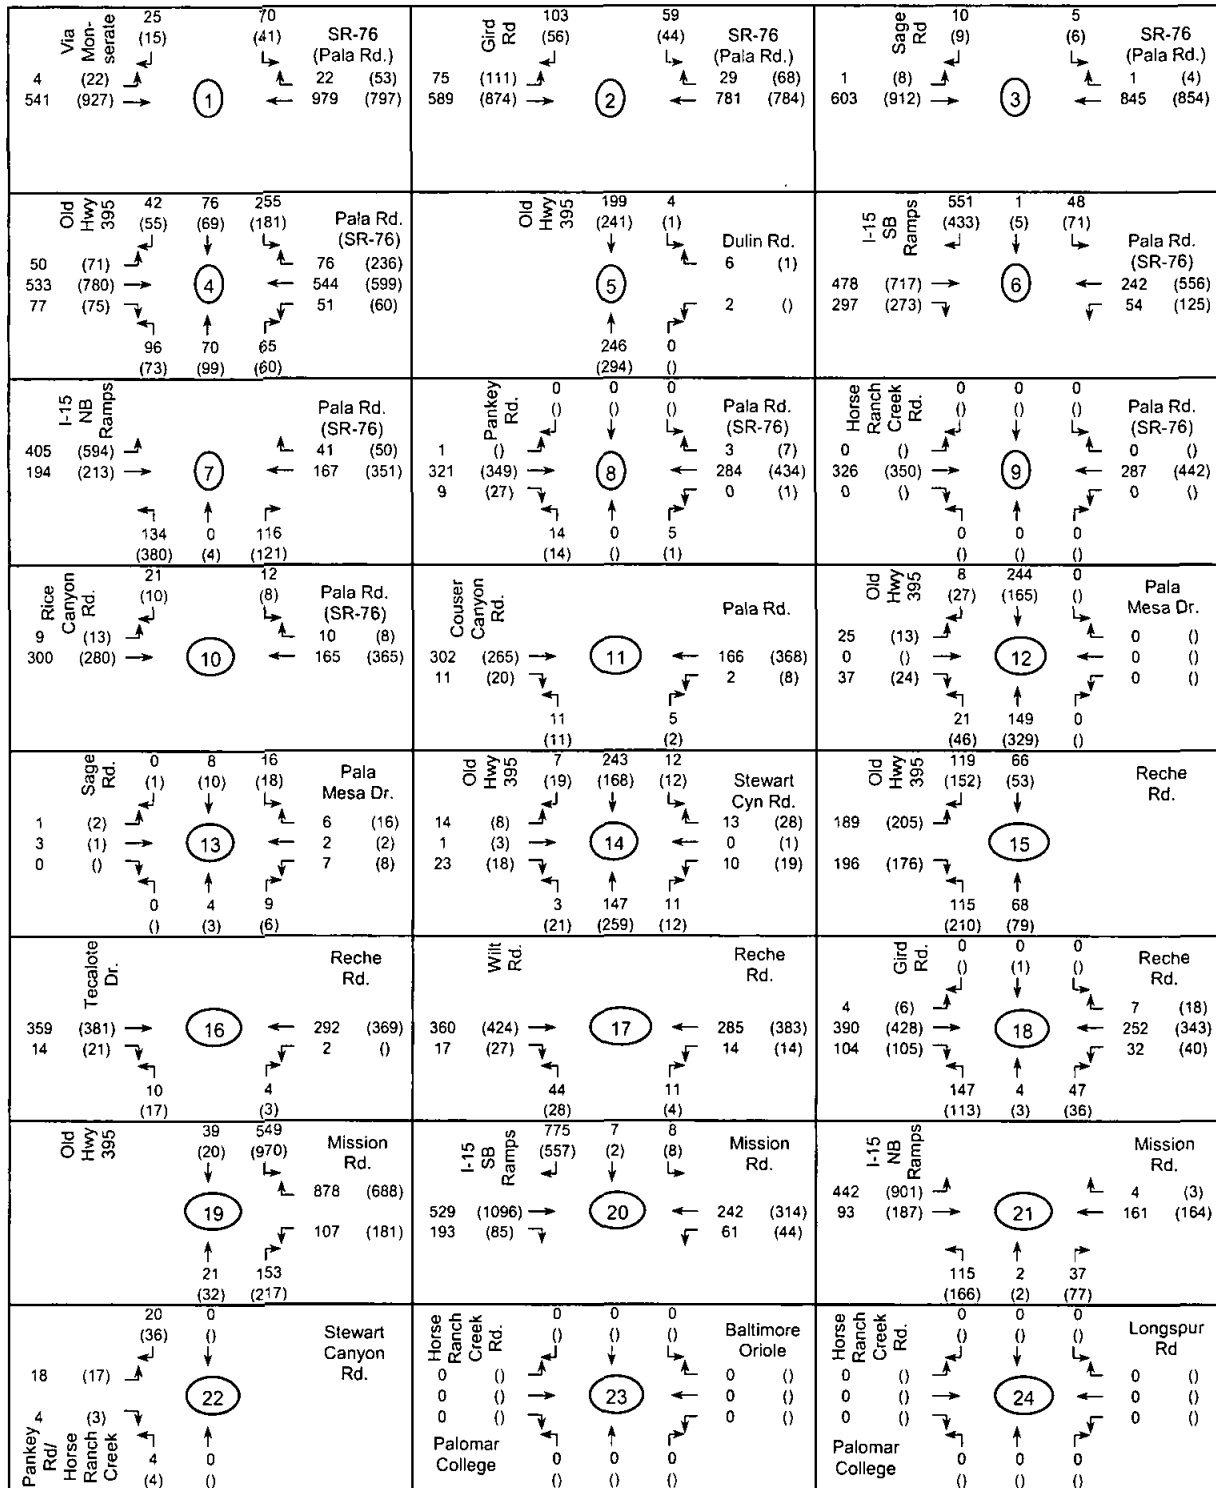 Via Mon- serate
25 70
(15) (41)
SR-76
(Pala Rd.)
4 (22) 22 (53)
541 (927) 1 979 (797)
Gird Rd
103 59
(56) (44)
SR-76
(Pala Rd.)
75 (111) 29 (68)
589 (874) 2 781 (784)
Sage Rd
10 5
(9) (6)
SR-76
(Pala Rd.)
1 (8) 1 (4)
603 (912) 3 845 (854)
Old Hwy 395
42 76 255
(55) (69) (181)
Pala Rd.
(SR-76)
50 (71) 76 (236)
533 (780) 4 544 (599)
77 (75) 51 (60)
96 70 65
(73) (99) (60)
Old Hwy 395
199 4
(241) (1)
Dulin Rd.
6 (1)
5
2 ()
246 0
(294) ()
I-15 SB Ramps
551 1 48
(433) (5) (71)
Pala Rd.
(SR-76)
478 (717) 6 242 (556)
297 (273) 54 (125)
I-15 NB Ramps
Pala Rd.
(SR-76)
405 (594) 41 (50)
194 (213) 7 167 (351)
134 0 116
(380) (4) (121)
Pankey Rd.
0 0 0
() () ()
Pala Rd.
(SR-76)
1 () 3 (7)
321 (349) 8 284 (434)
9 (27) 0 (1)
14 0 5
(14) () (1)
Horse Ranch Creek Rd.
0 0 0
() () ()
Pala Rd.
(SR-76)
0 () 0 ()
326 (350) 9 287 (442)
0 () 0 ()
0 0 0
() () ()
Rice Canyon Rd.
21 12
(10) (8)
Pala Rd.
(SR-76)
9 (13) 10 (8)
300 (280) 10 165 (365)
Couser Canyon Rd.
Pala Rd.
302 (265) 11 166 (368)
11 (20) 2 (8)
11 5
(11) (2)
Old Hwy 395
8 244 0
(27) (165) ()
Pala
Mesa Dr.
25 (13) 0 ()
0 () 12 0 ()
37 (24) 0 ()
21 149 0
(46) (329) ()
Sage Rd.
0 8 16
(1) (10) (18)
Pala
Mesa Dr.
1 (2) 6 (16)
3 (1) 13 2 (2)
0 () 7 (8)
0 4 9
() (3) (6)
Old Hwy 395
7 243 12
(19) (168) (12)
Stewart
Cyn Rd.
14 (8) 13 (28)
1 (3) 14 0 (1)
23 (18) 10 (19)
3 147 11
(21) (259) (12)
Old Hwy 395
119 66
(152) (53)
Reche
Rd.
189 (205)
15
196 (176)
115 68
(210) (79)
Tecalote Dr.
Reche
Rd.
359 (381) 16 292 (369)
14 (21) 2 ()
10 4
(17) (3)
Wilt Rd.
Reche
Rd.
360 (424) 17 285 (383)
17 (27) 14 (14)
44 11
(28) (4)
Gird Rd.
0 0 0
() (1) ()
Reche
Rd.
4 (6) 7 (18)
390 (428) 18 252 (343)
104 (105) 32 (40)
147 4 47
(113) (3) (36)
Old Hwy 395
39 549
(20) (970)
Mission
Rd.
878 (688)
19
107 (181)
21 153
(32) (217)
I-15 SB Ramps
775 7 8
(557) (2) (8)
Mission
Rd.
529 (1096) 20 242 (314)
193 (85) 61 (44)
I-15 NB Ramps
Mission
Rd.
442 (901) 4 (3)
93 (187) 21 161 (164)
115 2 37
(166) (2) (77)
20 0
(36) ()
Stewart
Canyon
Rd.
18 (17)
22
4 (3)
Pankey Rd/ Horse Ranch Creek
4 0
(4) ()
Horse Ranch Creek Rd.
0 0 0
() () ()
Baltimore
Oriole
0 () 0 ()
0 () 23 0 ()
0 () 0 ()
Palomar
College
0 0 0
() () ()
Horse Ranch Creek Rd.
0 0 0
() () ()
Longspur
Rd
0 () 0 ()
0 () 24 0 ()
0 () 0 ()
Palomar
College
0 0 0
() () ()